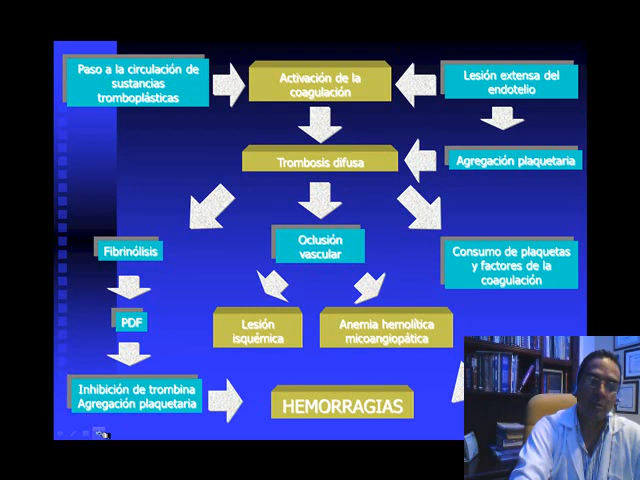 Paso a la circulación de
sustancias
tromboplásticas
Activación de la
coagulación
Lesión extensa del
endotelio
Trombosis difusa
Agregación plaquetaria
Fibrinólisis
Oclusión
vascular
Consumo de plaquetas
y factores de la
coagulación
PDF
Lesión
isquémica
Anemia hemolítica
micoangiopática
Inhibición de trombina
Agregación plaquetaria
HEMORRAGIAS